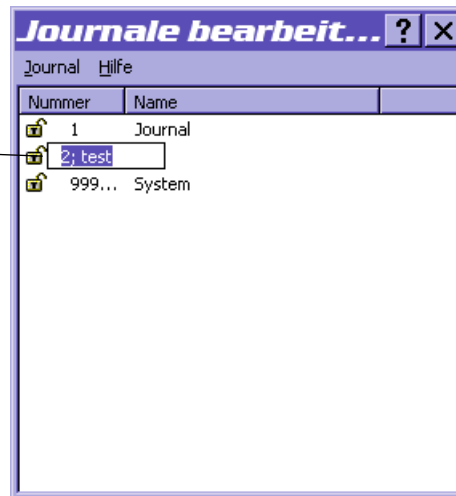 Journale bearbeit... ? ×
Journal Hilfe
Nummer Name
1 Journal
2; test
999... System